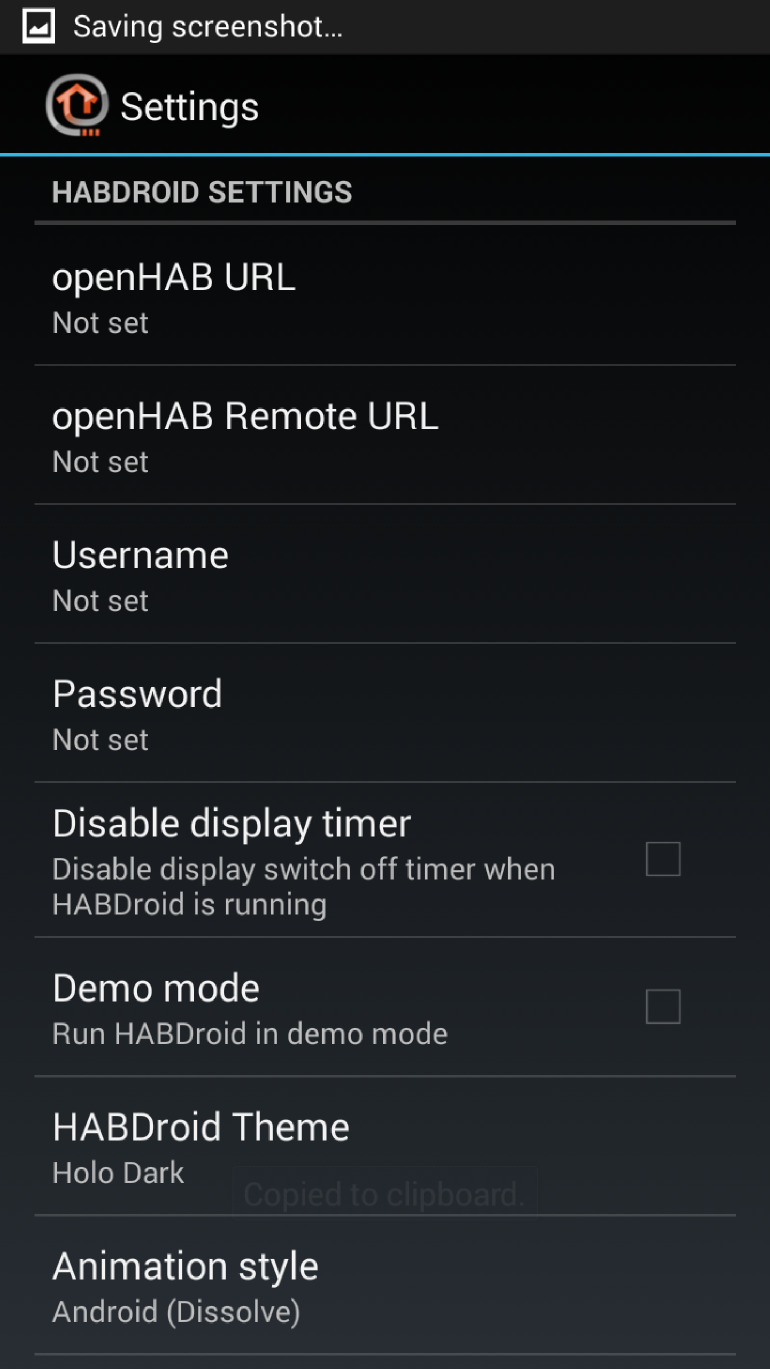 Saving screenshot...
Settings
HABDROID SETTINGS
openHAB URL
Not set
openHAB Remote URL
Not set
Username
Not set
Password
Not set
Disable display timer
Disable display switch off timer when
HABDroid is running
Demo mode
Run HABDroid in demo mode
HABDroid Theme
Holo Dark
Copied to clipboard.
Animation style
Android (Dissolve)